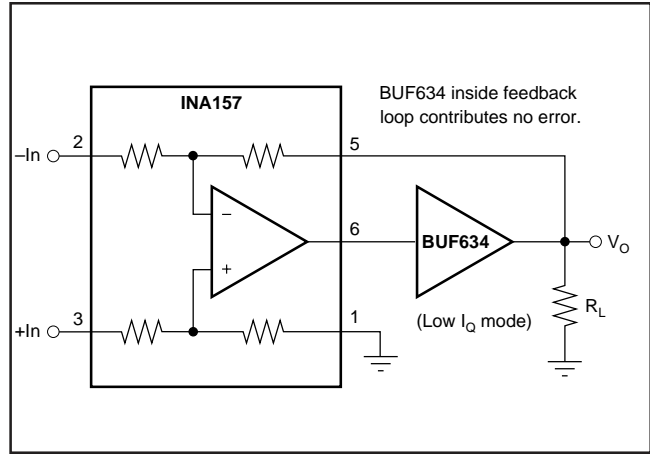 INA157
BUF634 inside feedback
loop contributes no error.
–In
2
5
–
+
6
BUF634
V_O
(Low I_Q mode)
R_L
+In
3
1